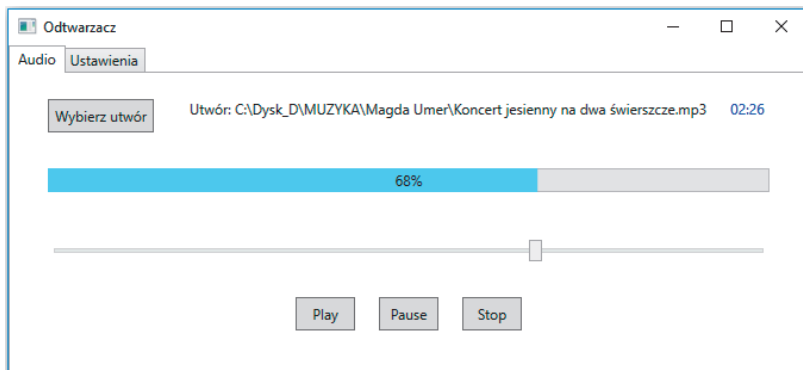 Odtwarzacz
Audio Ustawienia
Wybierz utwór Utwór: C:\Dysk_D\MUZYKA\Magda Umer\Koncert jesienny na dwa świerszcze.mp3 02:26
68%
Play Pause Stop